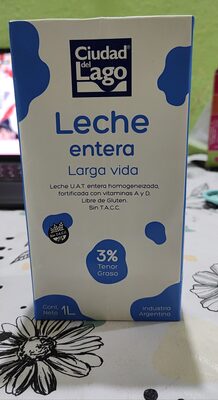 Ciudad
del
Lago
Leche
entera
Larga vida
Leche U.A.T. entera homogeneizada,
fortificada con vitaminas A y D.
Libre de Gluten.
Sin T.A.C.C.
3%
Tenor
Graso
Cont.
Neto 1L
Industria
Argentina